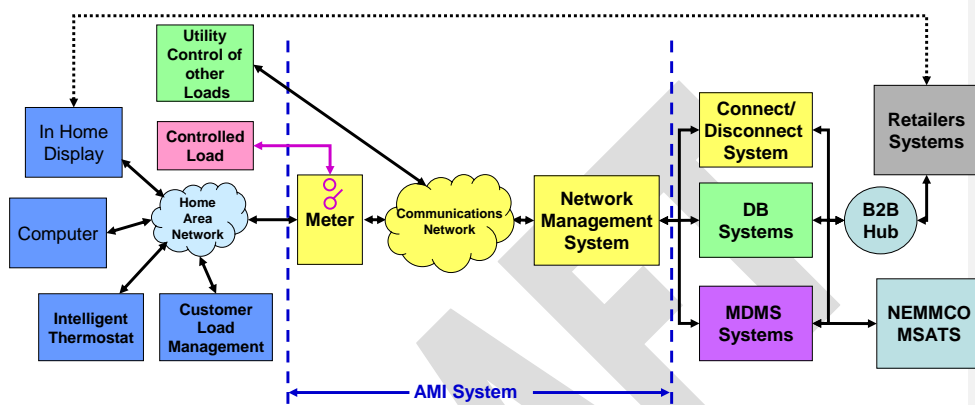 Utility
Control of
other
Loads
In Home
Display
Controlled
Load
Connect/
Disconnect
System
Retailers
Systems
Home
Area
Network
Meter
Communications
Network
Network
Management
System
DB
Systems
B2B
Hub
Computer
Intelligent
Thermostat
Customer
Load
Management
MDMS
Systems
NEMMCO
MSATS
AMI System